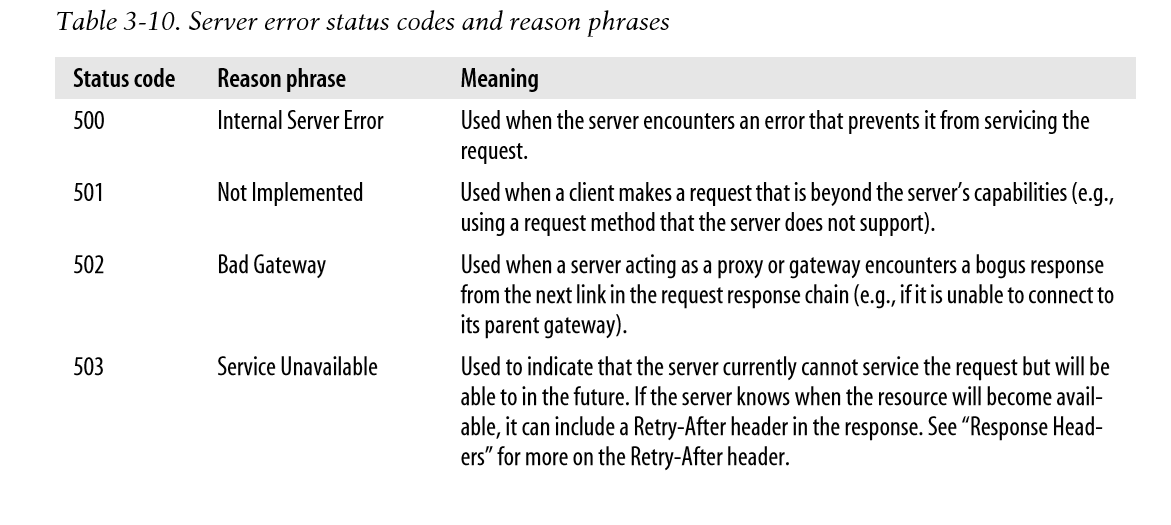 Table 3-10. Server error status codes and reason phrases
Status code Reason phrase Meaning
500 Internal Server Error Used when the server encounters an error that prevents it from servicing the
request.
501 Not Implemented Used when a client makes a request that is beyond the server’s capabilities (e.g.,
using a request method that the server does not support).
502 Bad Gateway Used when a server acting as a proxy or gateway encounters a bogus response
from the next link in the request response chain (e.g., if it is unable to connect to
its parent gateway).
503 Service Unavailable Used to indicate that the server currently cannot service the request but will be
able to in the future. If the server knows when the resource will become avail-
able, it can include a Retry-After header in the response. See “Response Head-
ers” for more on the Retry-After header.